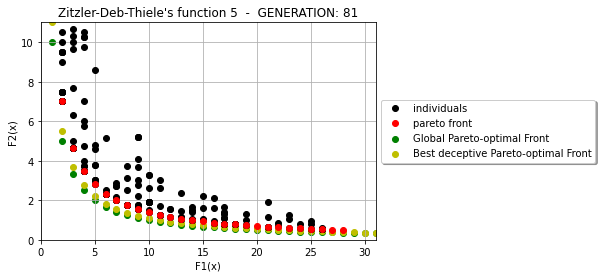 Zitzler-Deb-Thiele's function 5 - GENERATION: 81
F2(x)
10
8
6
4
2
0
0
5
10
15
20
25
30
F1(x)
individuals
pareto front
Global Pareto-optimal Front
Best deceptive Pareto-optimal Front